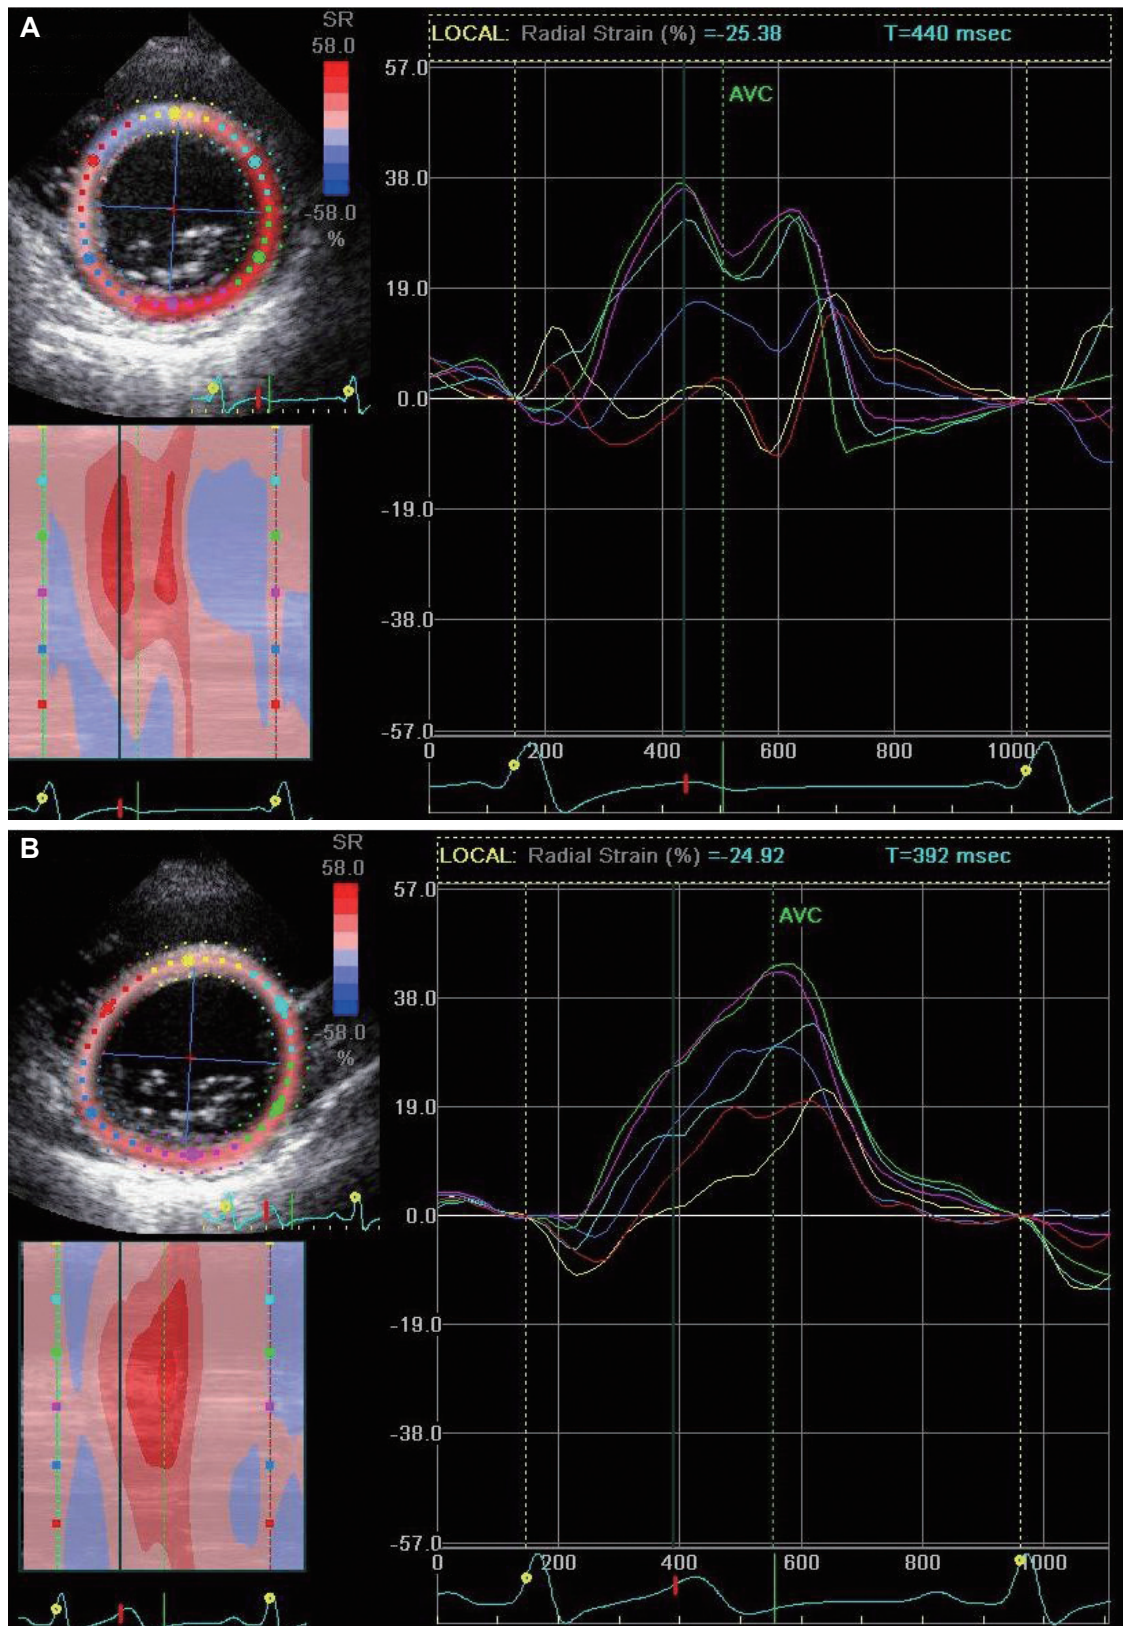 A
SR
58.0
-58.0
%
LOCAL: Radial Strain (%) =-25.38 T=440 msec
57.0
AVC
38.0
19.0
0.0
-19.0
-38.0
-57.0
0 200 400 600 800 1000
B
SR
58.0
-58.0
%
LOCAL: Radial Strain (%) =-24.92 T=392 msec
57.0
AVC
38.0
19.0
0.0
-19.0
-38.0
-57.0
0 200 400 600 800 1000